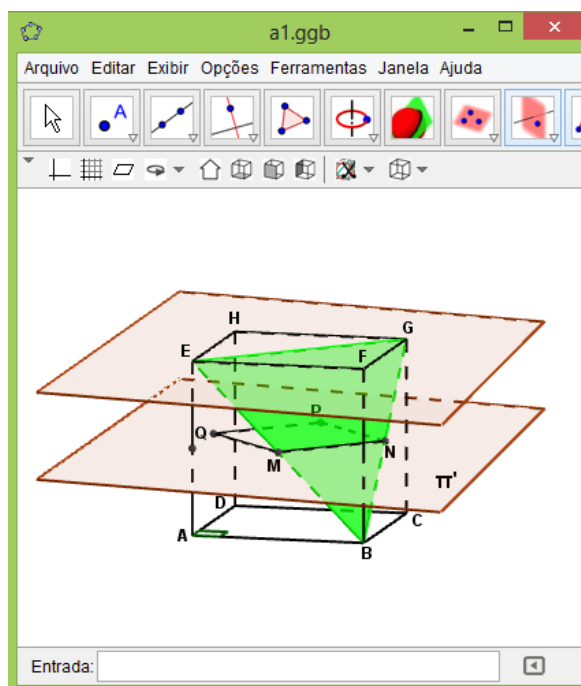 a1.ggb
Arquivo Editar Exibir Opções Ferramentas Janela Ajuda
A
H
G
E
F
P
Q
N
M
π'
D
C
A
B
Entrada: